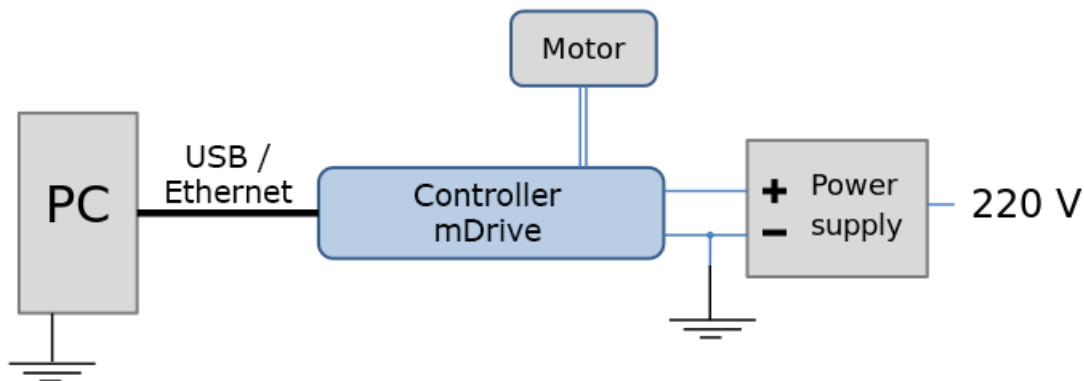 Motor
PC
USB /
Ethernet
Controller
mDrive
+ Power
− supply
220 V